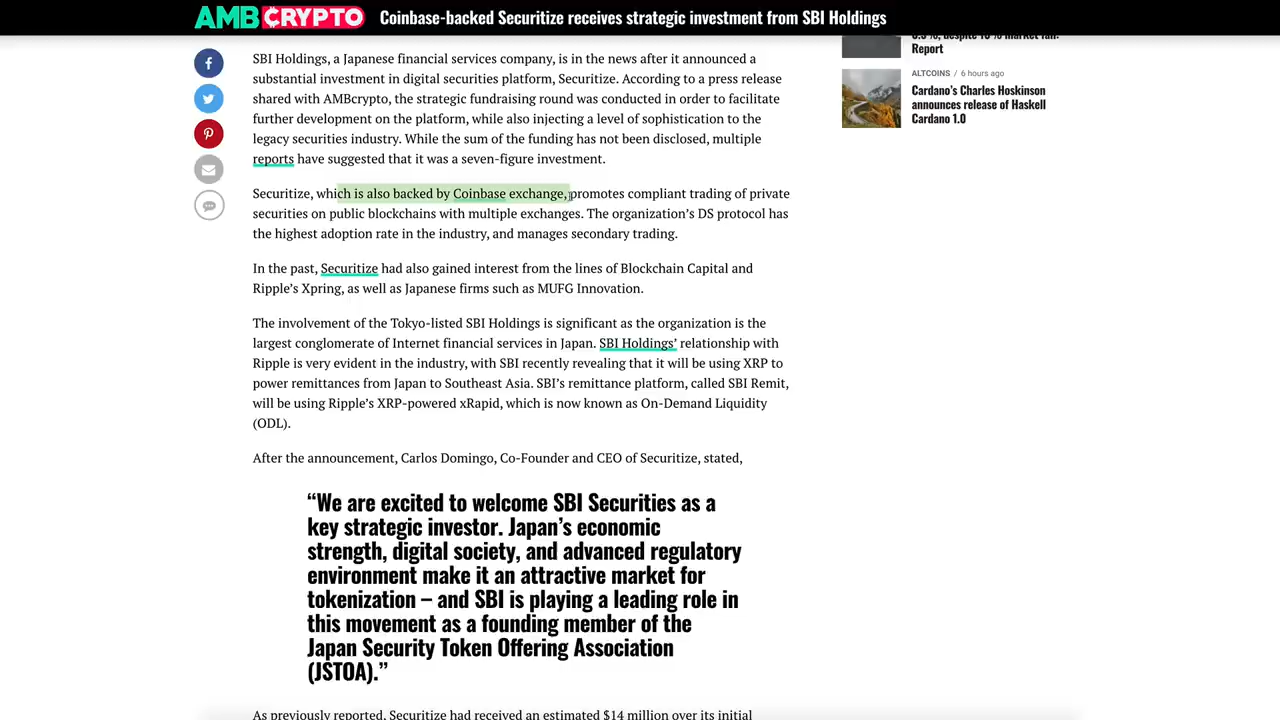 AMBCRYPTO Coinbase-backed Securitize receives strategic investment from SBI Holdings
SBI Holdings, a Japanese financial services company, is in the news after it announced a
substantial investment in digital securities platform, Securitize. According to a press release
shared with AMBcrypto, the strategic fundraising round was conducted in order to facilitate
further development on the platform, while also injecting a level of sophistication to the
legacy securities industry. While the sum of the funding has not been disclosed, multiple
reports have suggested that it was a seven-figure investment.
Securitize, which is also backed by Coinbase exchange, promotes compliant trading of private
securities on public blockchains with multiple exchanges. The organization’s DS protocol has
the highest adoption rate in the industry, and manages secondary trading.
In the past, Securitize had also gained interest from the lines of Blockchain Capital and
Ripple’s Xpring, as well as Japanese firms such as MUFG Innovation.
The involvement of the Tokyo-listed SBI Holdings is significant as the organization is the
largest conglomerate of Internet financial services in Japan. SBI Holdings’ relationship with
Ripple is very evident in the industry, with SBI recently revealing that it will be using XRP to
power remittances from Japan to Southeast Asia. SBI’s remittance platform, called SBI Remit,
will be using Ripple’s XRP-powered xRapid, which is now known as On-Demand Liquidity
(ODL).
After the announcement, Carlos Domingo, Co-Founder and CEO of Securitize, stated,
“We are excited to welcome SBI Securities as a
key strategic investor. Japan’s economic
strength, digital society, and advanced regulatory
environment make it an attractive market for
tokenization – and SBI is playing a leading role in
this movement as a founding member of the
Japan Security Token Offering Association
(JSTOA).”
As previously reported, Securitize had received an estimated $14 million over its initial
Report
ALTCOINS / 6 hours ago
Cardano’s Charles Hoskinson
announces release of Haskell
Cardano 1.0